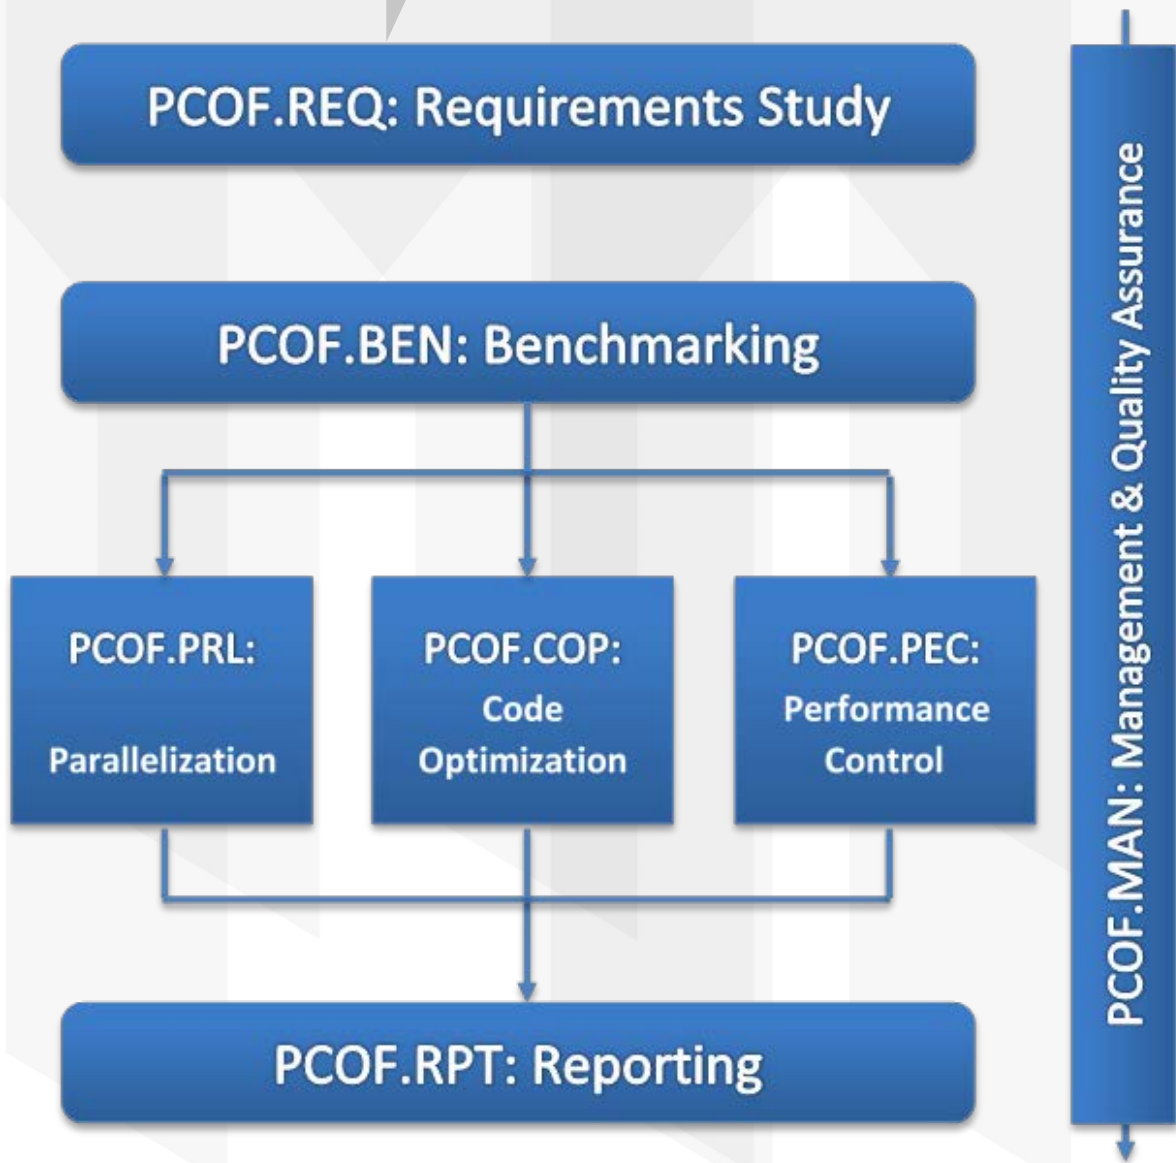 PCOF.REQ: Requirements Study
PCOF.BEN: Benchmarking
PCOF.PRL:
Parallelization
PCOF.COP:
Code
Optimization
PCOF.PEC:
Performance
Control
PCOF.RPT: Reporting
PCOF.MAN: Management & Quality Assurance